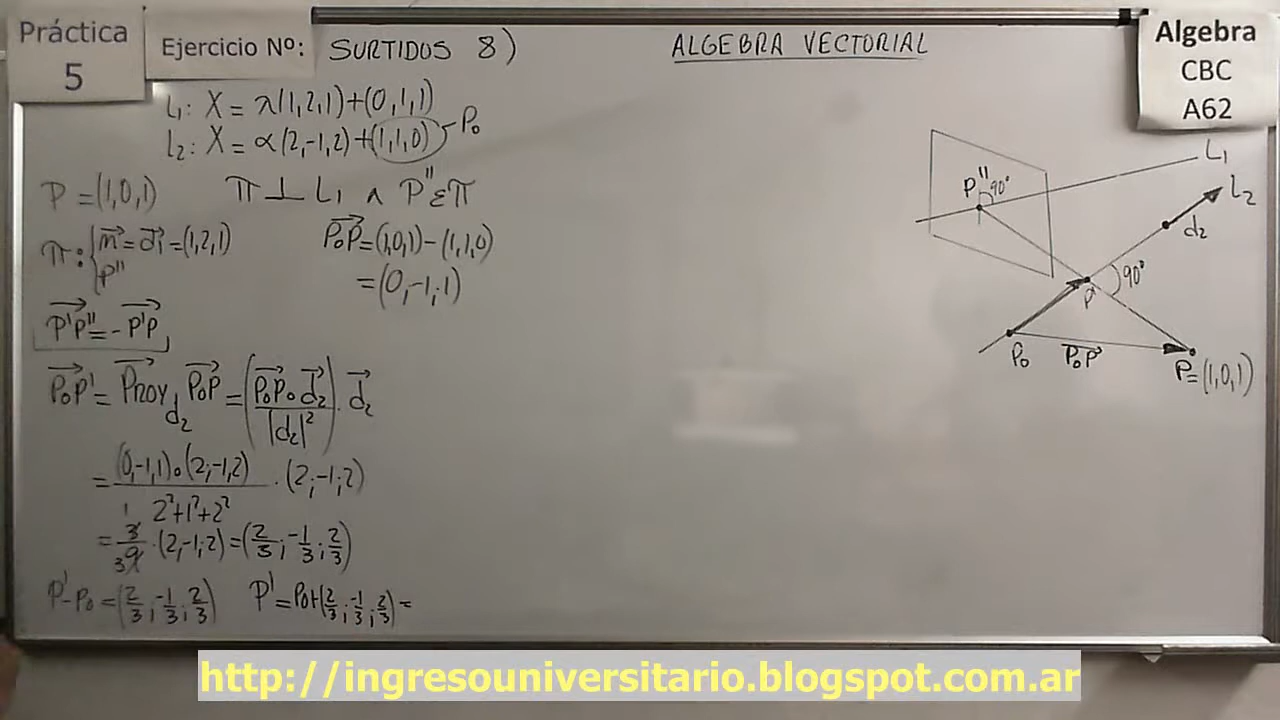 Práctica
5
Ejercicio Nº:
SURTIDOS 8)
ALGEBRA VECTORIAL
Algebra
CBC
A62
L₁: X = λ(1,2,1)+(0,1,1)
L₂: X = α(2,-1,2)+(1,1,0) P₀
P = (1,0,1) π ⊥ L₁ ∧ P'' ε π
π: { n⃗ = d⃗₁ = (1,2,1)
P''
P₀P⃗ = (1,0,1) - (1,1,0)
= (0,-1,1)
P'P''⃗ = - P'P⃗
P₀P'⃗ = Proy d₂ P₀P⃗ = (P₀P⃗ ∘ d₂⃗ / |d₂|²) . d₂⃗
= (0,-1,1)∘(2,-1,2) / 2²+1²+2² . (2,-1,2)
= 3/9 1 3 . (2,-1,2) = (2/3 ; -1/3 ; 2/3)
P' - P₀ = (2/3 ; -1/3 ; 2/3) P' = P₀+(2/3 ; -1/3 ; 2/3) =
L₁
P''
90°
L₂
d₂
90°
P'
P₀
P₀P⃗
P=(1,0,1)
http://ingresouniversitario.blogspot.com.ar